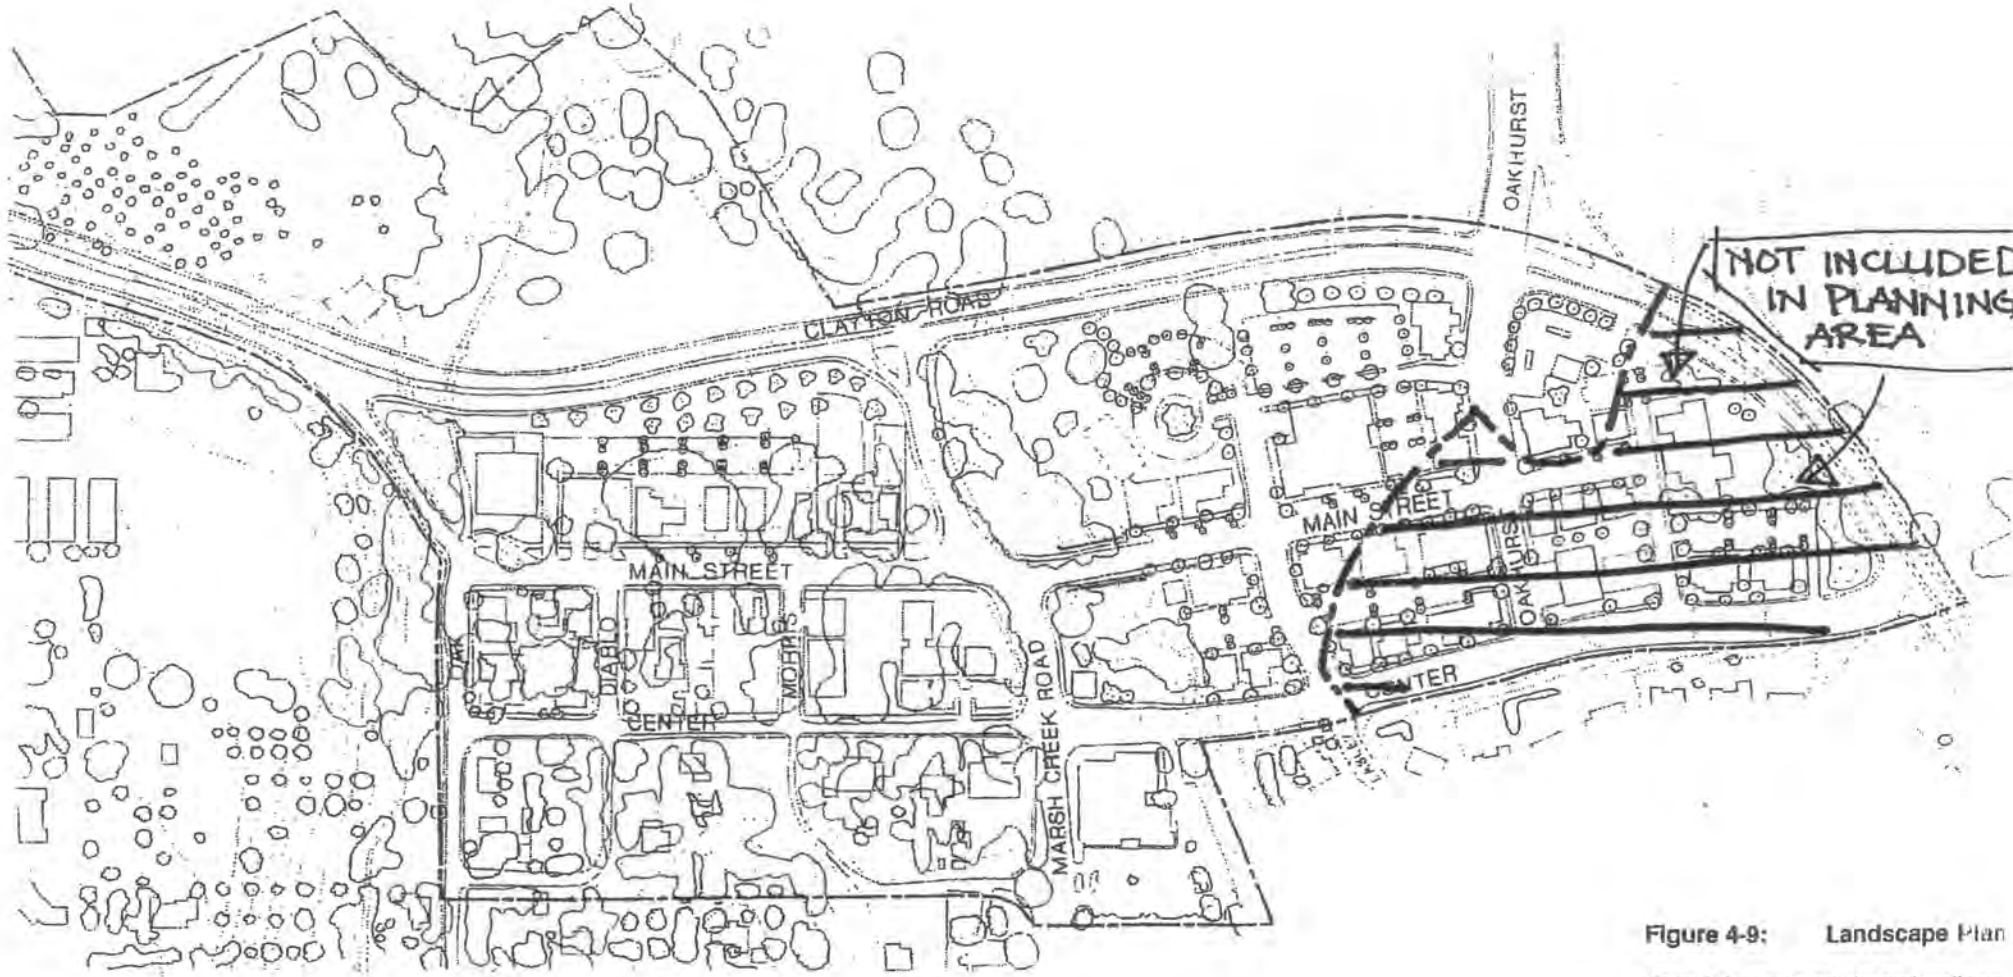 OAKHURST
NOT INCLUDED
IN PLANNING
AREA
CLAYTON ROAD
MAIN STREET
MAIN STREET
OAKHURST
DIABLO
MORRIS
MARSH CREEK ROAD
CENTER
CENTER
Figure 4-9: Landscape Plan